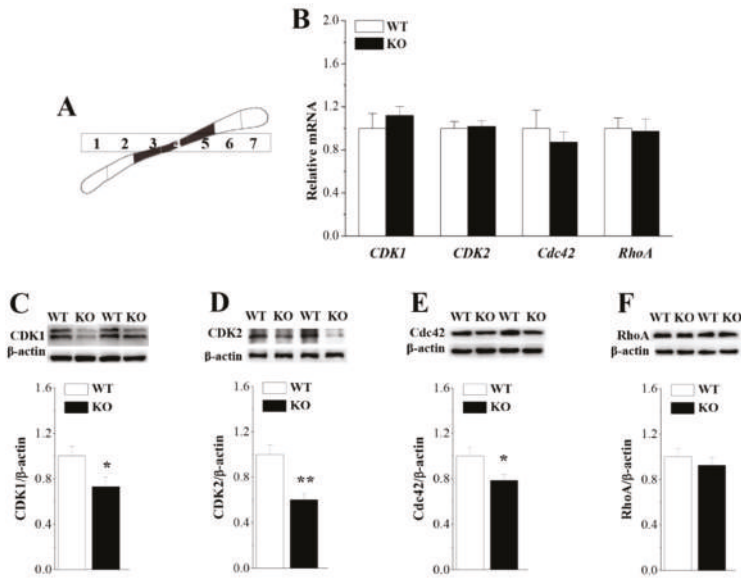 A
1 2 3 4 5 6 7
B
WT
KO
Relative mRNA
2.0
1.6
1.2
0.8
0.4
0.0
CDK1 CDK2 Cdc42 RhoA
C
WT KO WT KO
CDK1
β-actin
WT
KO
CDK1/β-actin
1.6
1.2
0.8
0.4
0.0
*
D
WT KO WT KO
CDK2
β-actin
WT
KO
CDK2/β-actin
1.6
1.2
0.8
0.4
0.0
**
E
WT KO WT KO
Cdc42
β-actin
WT
KO
Cdc42/β-actin
1.6
1.2
0.8
0.4
0.0
*
F
WT KO WT KO
RhoA
β-actin
WT
KO
RhoA/β-actin
1.6
1.2
0.8
0.4
0.0